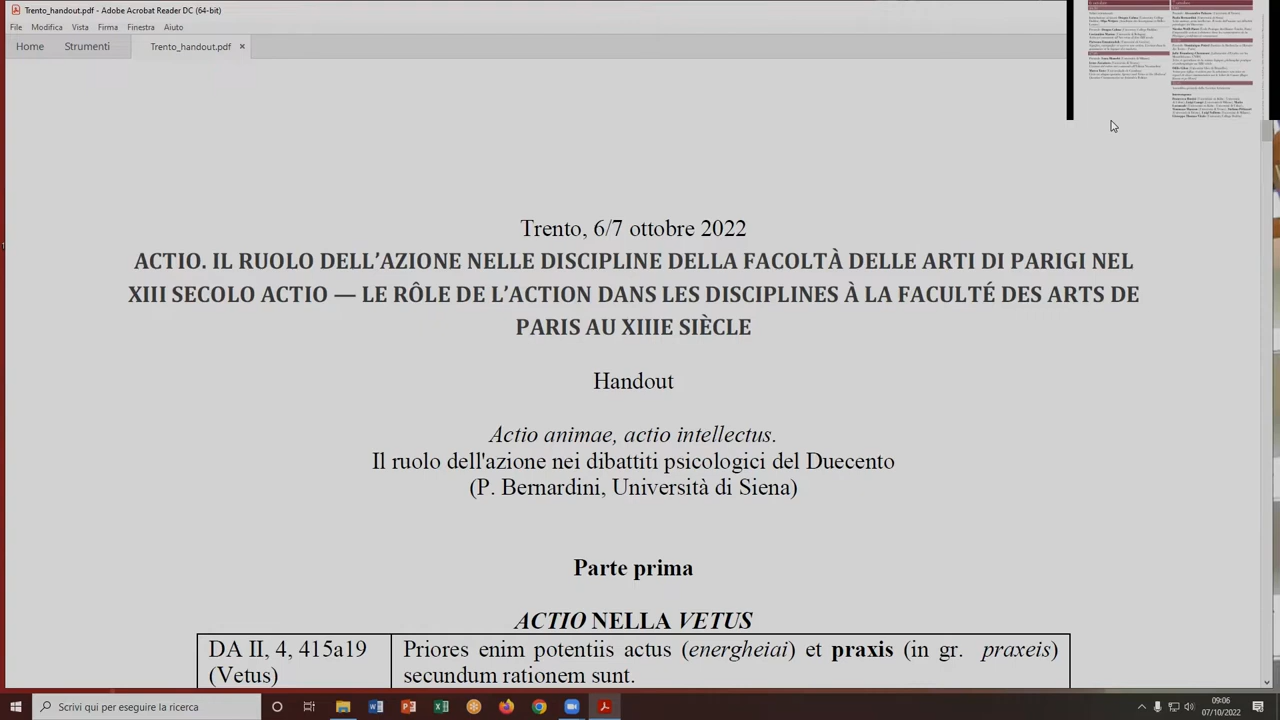 Trento_handout.pdf - Adobe Acrobat Reader DC (64-bit)
File Modifica Vista Firma Finestra Aiuto
Home Strumenti Trento_handout.pdf
Trento, 6/7 ottobre 2022
ACTIO. IL RUOLO DELL’AZIONE NELLE DISCIPLINE DELLA FACOLTÀ DELLE ARTI DI PARIGI NEL
XIII SECOLO ACTIO — LE RÔLE DE L’ACTION DANS LES DISCIPLINES À LA FACULTÉ DES ARTS DE
PARIS AU XIIIE SIÈCLE
Handout
Actio animae, actio intellectus.
Il ruolo dell'azione nei dibattiti psicologici del Duecento
(P. Bernardini, Università di Siena)
Parte prima
ACTIO NELLA VETUS
DA II, 4, 415a19 Priores enim potentiis actus (energheiai) et praxis (in gr. praxeis)
(Vetus) secundum rationem sunt.
Scrivi qui per eseguire la ricerca
09:06
07/10/2022